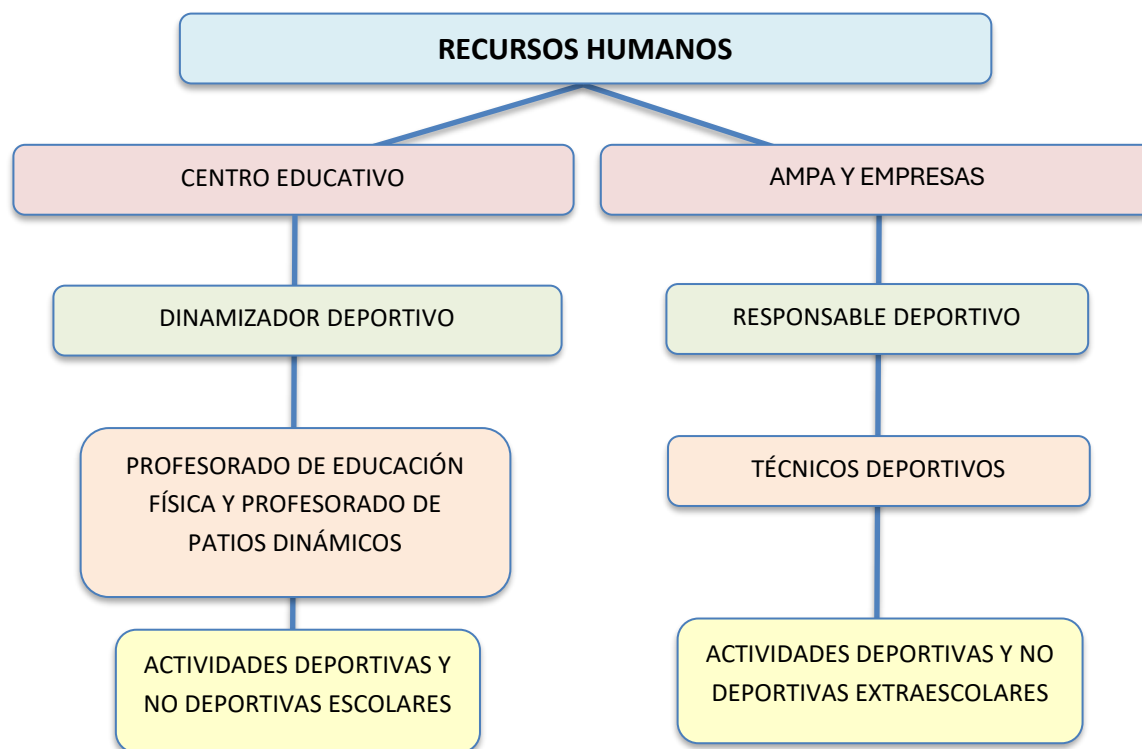 RECURSOS HUMANOS
CENTRO EDUCATIVO
AMPA Y EMPRESAS
DINAMIZADOR DEPORTIVO
RESPONSABLE DEPORTIVO
PROFESORADO DE EDUCACIÓN
FÍSICA Y PROFESORADO DE
PATIOS DINÁMICOS
TÉCNICOS DEPORTIVOS
ACTIVIDADES DEPORTIVAS Y
NO DEPORTIVAS ESCOLARES
ACTIVIDADES DEPORTIVAS Y NO
DEPORTIVAS EXTRAESCOLARES